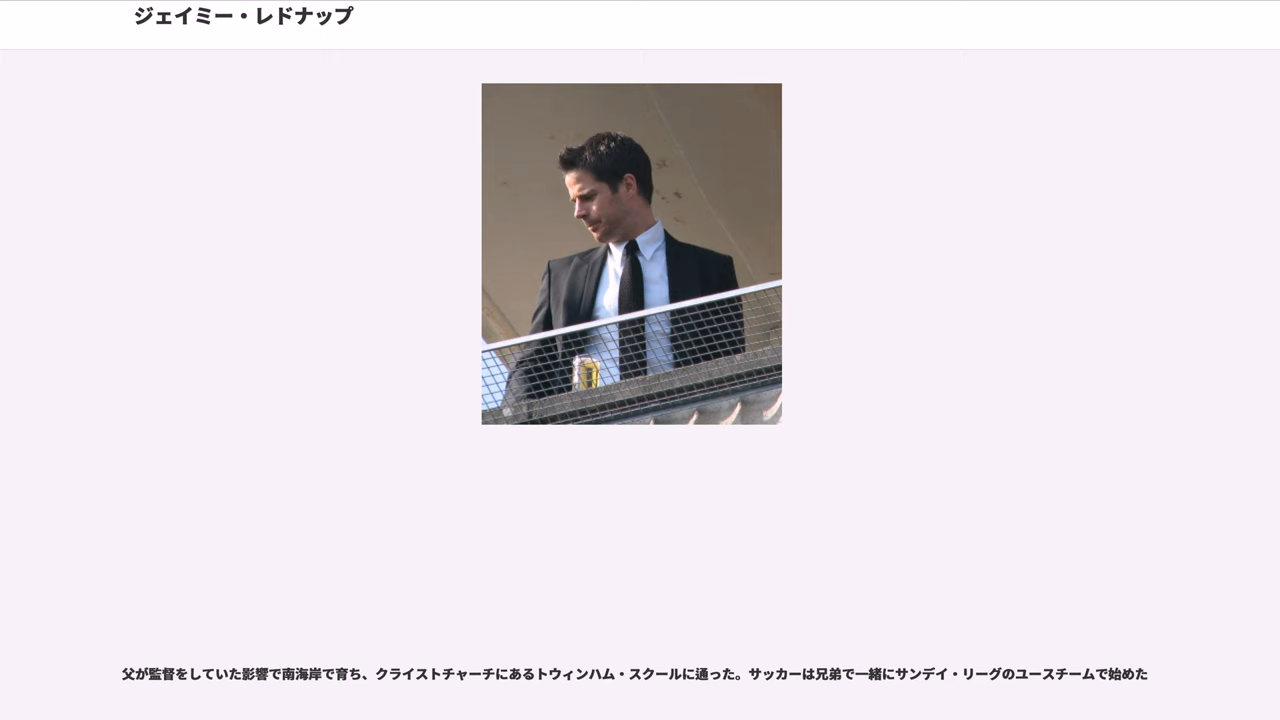 ジェイミー・レドナップ
父が監督をしていた影響で南海岸で育ち、クライストチャーチにあるトウィンハム・スクールに通った。サッカーは兄弟で一緒にサンデイ・リーグのユースチームで始めた